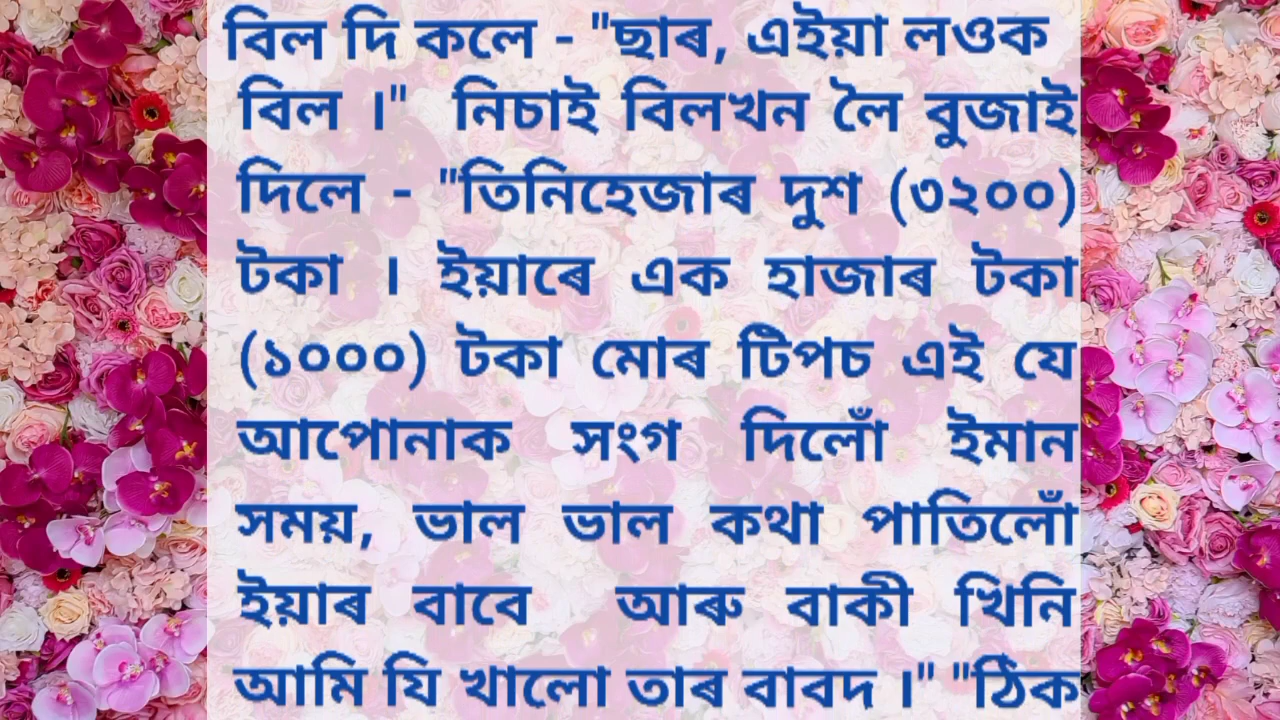 বিল দি কলে - "ছাৰ, এইয়া লওক
বিল ।" নিচাই বিলখন লৈ বুজাই
দিলে - "তিনিহেজাৰ দুশ (৩২০০)
টকা । ইয়াৰে এক হাজাৰ টকা
(১০০০) টকা মোৰ টিপচ এই যে
আপোনাক সংগ দিলোঁ ইমান
সময়, ভাল ভাল কথা পাতিলোঁ
ইয়াৰ বাবে আৰু বাকী খিনি
আমি যি খালো তাৰ বাবদ ।" "ঠিক